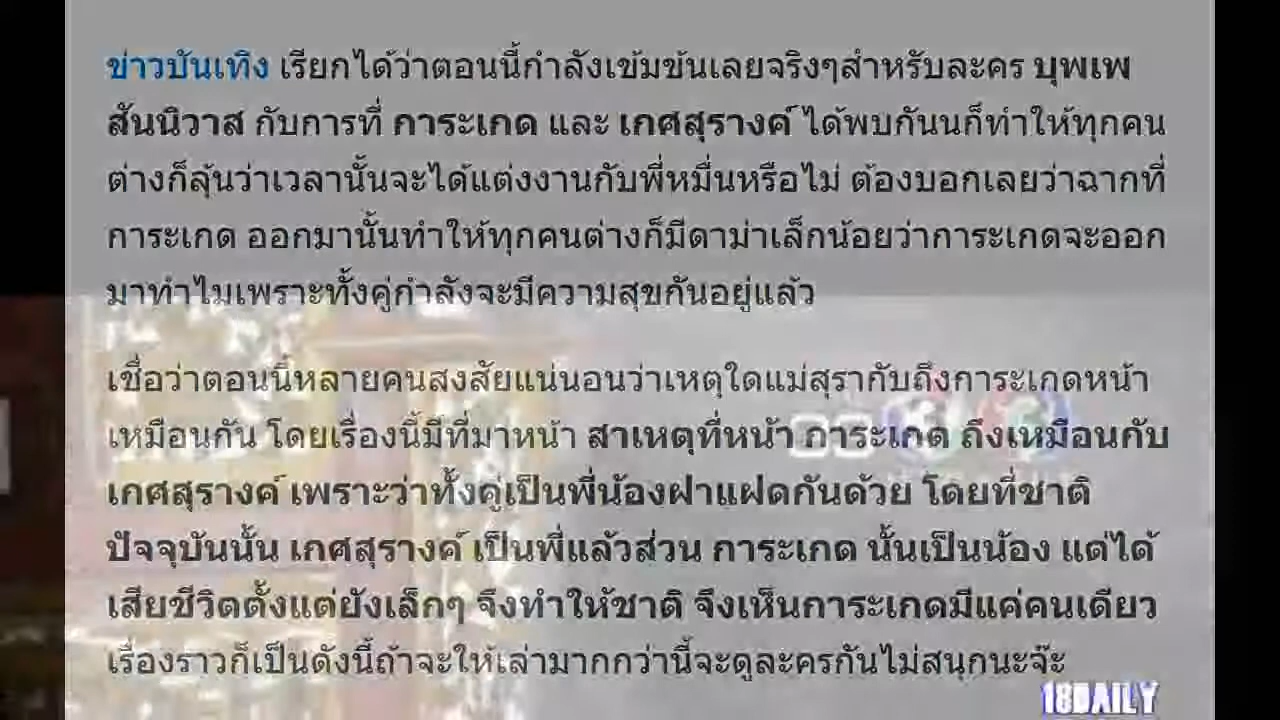 ข่าวบันเทิง เรียกได้ว่าตอนนี้กำลังเข้มข้นเลยจริงๆสำหรับละคร บุพเพ
สันนิวาส กับการที่ การะเกด และ เกศสุรางค์ ได้พบกันนก็ทำให้ทุกคน
ต่างก็ลุ้นว่าเวลานั้นจะได้แต่งงานกับพี่หมื่นหรือไม่ ต้องบอกเลยว่าฉากที่
การะเกด ออกมานั้นทำให้ทุกคนต่างก็มีดาม่าเล็กน้อยว่าการะเกดจะออก
มาทำไมเพราะทั้งคู่กำลังจะมีความสุขกันอยู่แล้ว
เชื่อว่าตอนนี้หลายคนสงสัยแน่นอนว่าเหตุใดแม่สุรากับถึงการะเกดหน้า
เหมือนกัน โดยเรื่องนี้มีที่มาหน้า สาเหตุที่หน้า การะเกด ถึงเหมือนกับ
เกศสุรางค์ เพราะว่าทั้งคู่เป็นพี่น้องฝาแฝดกันด้วย โดยที่ชาติ
ปัจจุบันนั้น เกศสุรางค์ เป็นพี่แล้วส่วน การะเกด นั้นเป็นน้อง แต่ได้
เสียชีวิตตั้งแต่ยังเล็กๆ จึงทำให้ชาติ จึงเห็นการะเกดมีแค่คนเดียว
เรื่องราวก็เป็นดังนี้ถ้าจะให้เล่ามากกว่านี้จะดูละครกันไม่สนุกนะจ๊ะ
18DAILY